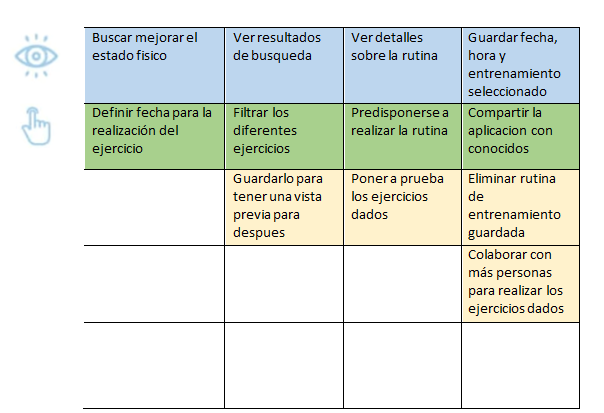 Buscar mejorar el
estado fisico
Ver resultados
de busqueda
Ver detalles
sobre la rutina
Guardar fecha,
hora y
entrenamiento
seleccionado
Definir fecha para la
realización del
ejercicio
Filtrar los
diferentes
ejercicios
Predisponerse a
realizar la rutina
Compartir la
aplicacion con
conocidos
Guardarlo para
tener una vista
previa para
despues
Poner a prueba
los ejercicios
dados
Eliminar rutina
de
entrenamiento
guardada
Colaborar con
más personas
para realizar los
ejercicios dados